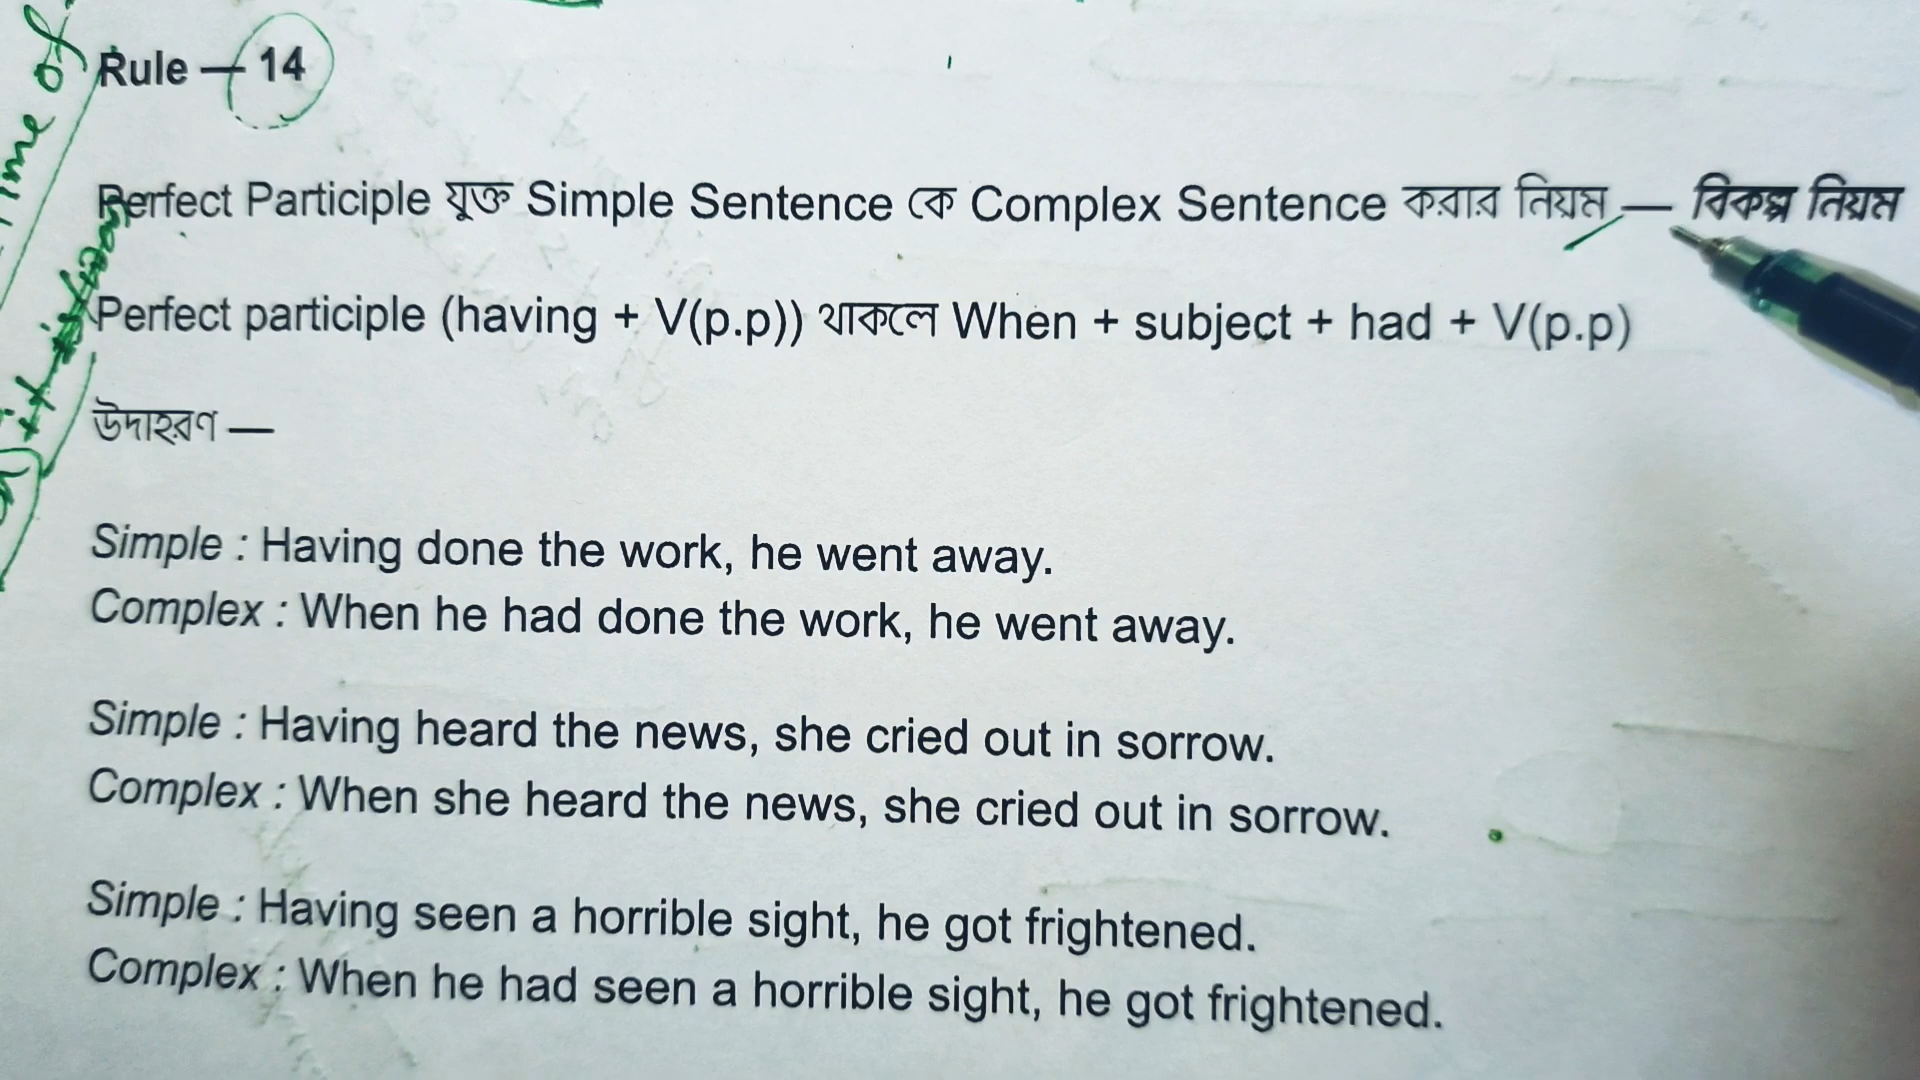 Rule — 14
Perfect Participle যুক্ত Simple Sentence কে Complex Sentence করার নিয়ম — বিকল্প নিয়ম
Perfect participle (having + V(p.p)) থাকলে When + subject + had + V(p.p)
উদাহরণ —
Simple : Having done the work, he went away.
Complex : When he had done the work, he went away.
Simple : Having heard the news, she cried out in sorrow.
Complex : When she heard the news, she cried out in sorrow.
Simple : Having seen a horrible sight, he got frightened.
Complex : When he had seen a horrible sight, he got frightened.
time of
it is